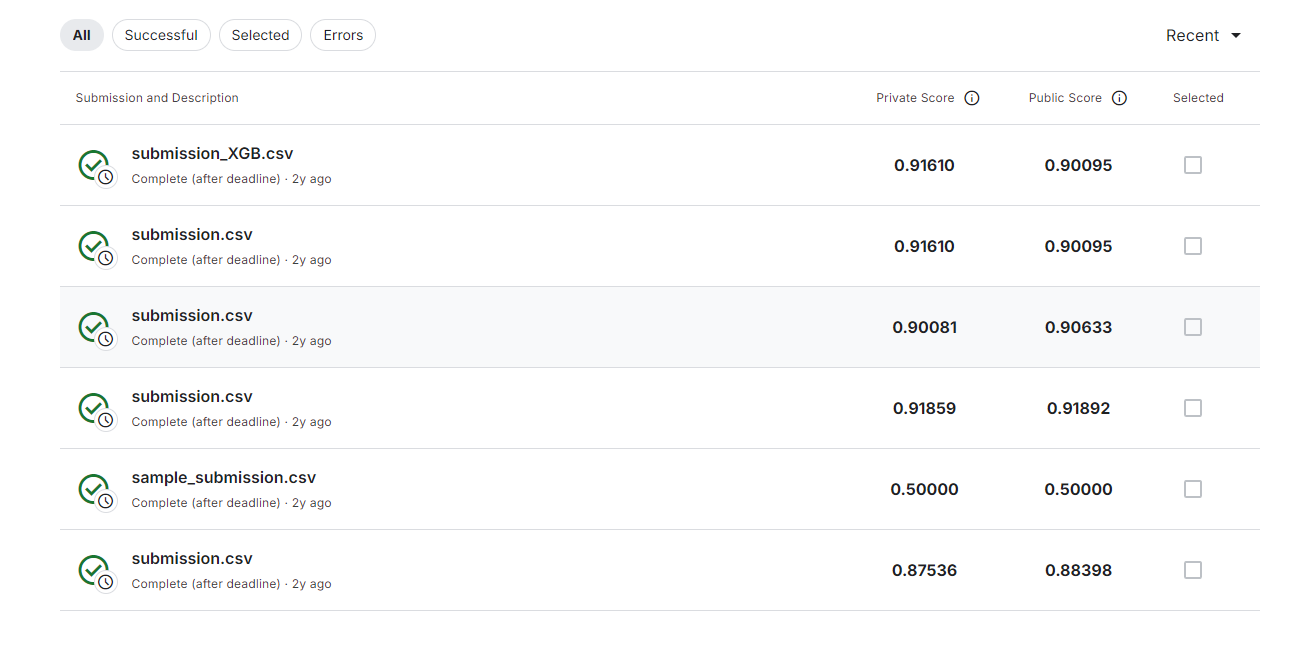 All Successful Selected Errors Recent
Submission and Description Private Score Public Score Selected
submission_XGB.csv
Complete (after deadline) · 2y ago
0.91610 0.90095
submission.csv
Complete (after deadline) · 2y ago
0.91610 0.90095
submission.csv
Complete (after deadline) · 2y ago
0.90081 0.90633
submission.csv
Complete (after deadline) · 2y ago
0.91859 0.91892
sample_submission.csv
Complete (after deadline) · 2y ago
0.50000 0.50000
submission.csv
Complete (after deadline) · 2y ago
0.87536 0.88398